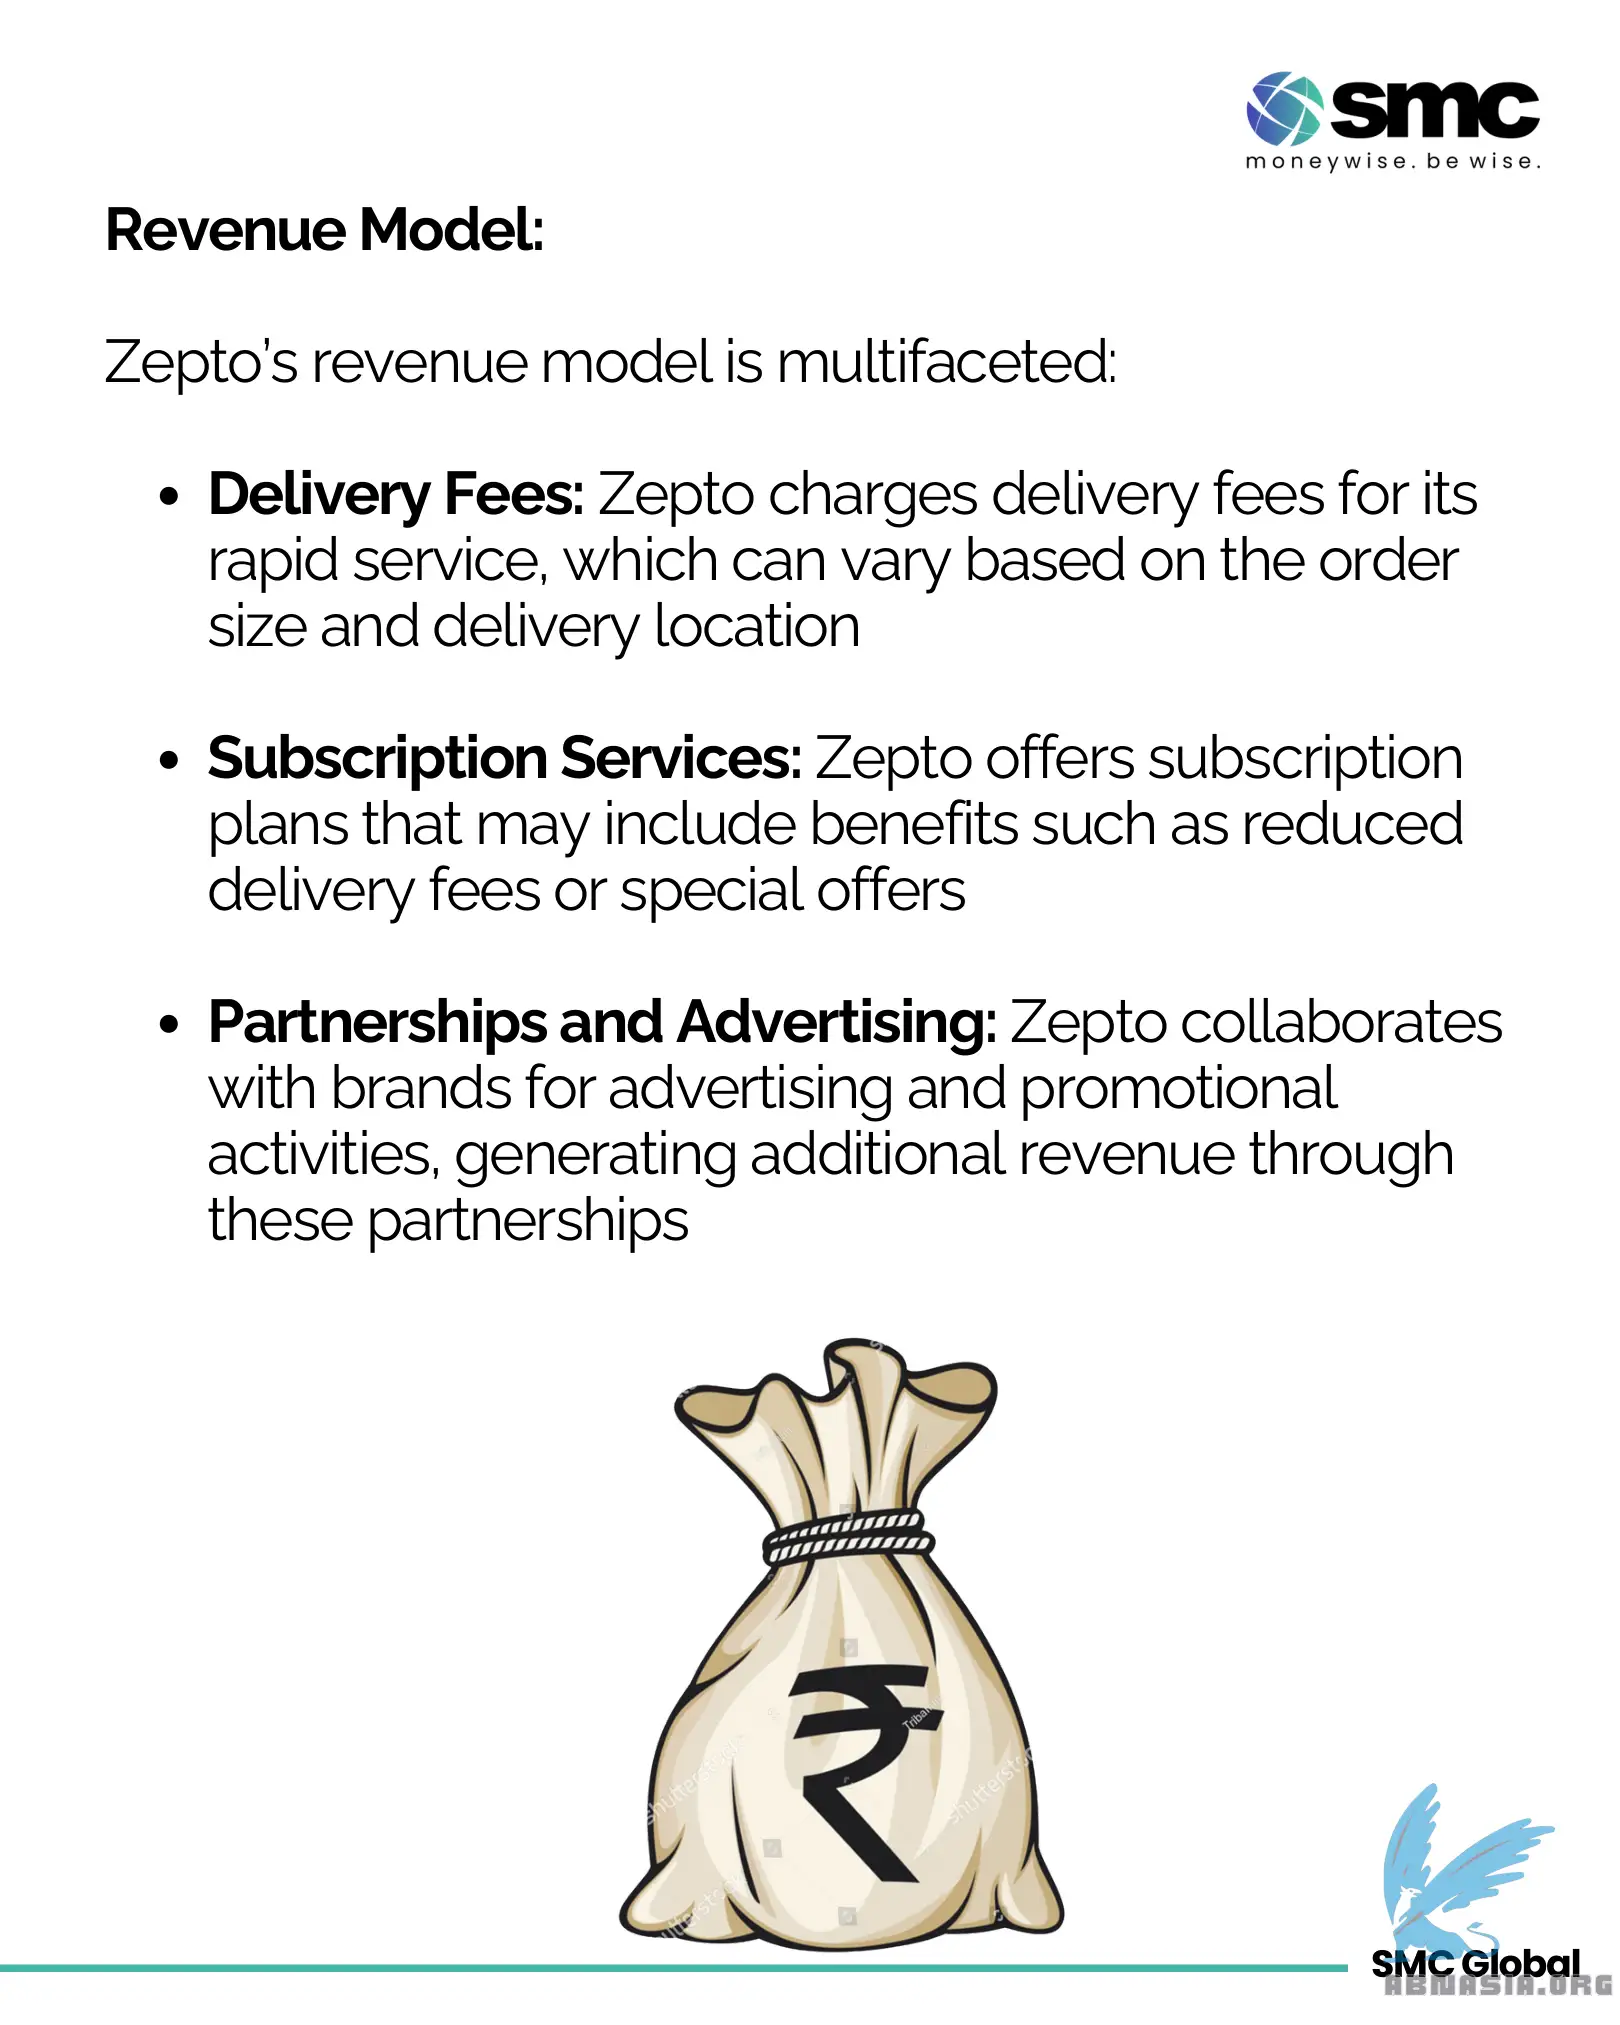 smc
moneywise. be wise.
Revenue Model:
Zepto’s revenue model is multifaceted:
• Delivery Fees: Zepto charges delivery fees for its
rapid service, which can vary based on the order
size and delivery location
• Subscription Services: Zepto offers subscription
plans that may include benefits such as reduced
delivery fees or special offers
• Partnerships and Advertising: Zepto collaborates
with brands for advertising and promotional
activities, generating additional revenue through
these partnerships
₹
shutterstock
shutterstock
shutterstock
SMC Global
ABMASIA.ORG